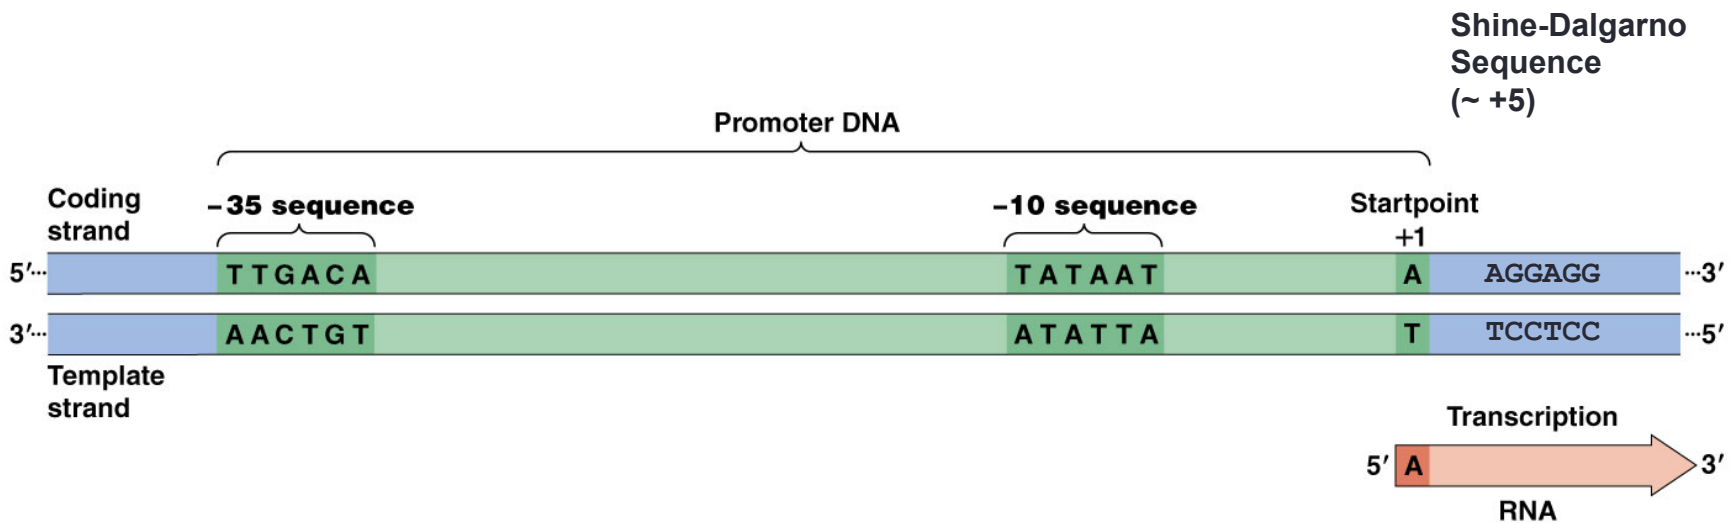 Shine-Dalgarno
Sequence
(~ +5)
Promoter DNA
Coding
strand
–35 sequence
–10 sequence
Startpoint
+1
5′··· TTGACA TATAAT A AGGAGG ···3′
3′··· AACTGT ATATTA T TCCTCC ···5′
Template
strand
Transcription
5′ A 3′
RNA